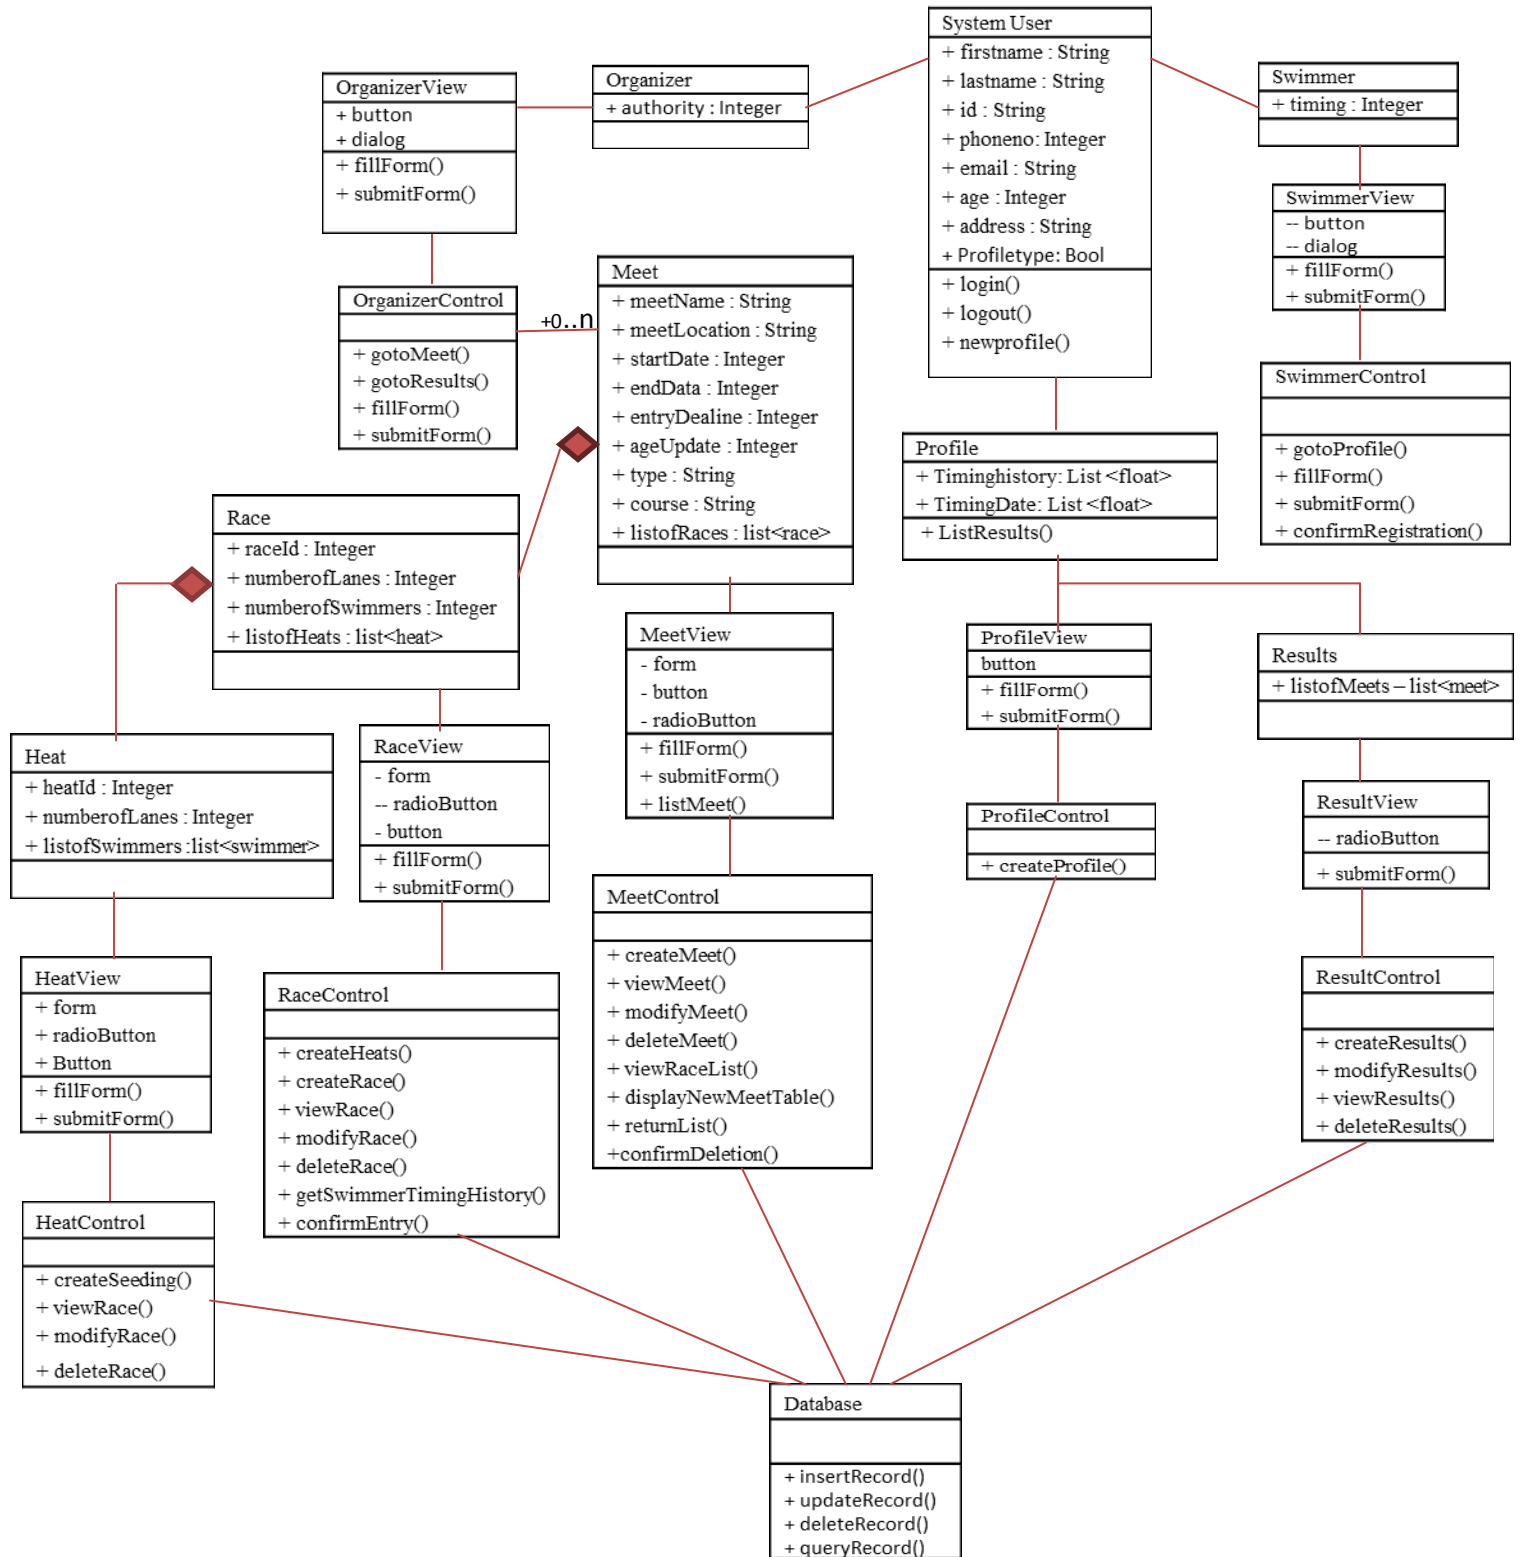 System User
+ firstname : String
+ lastname : String
+ id : String
+ phoneno: Integer
+ email : String
+ age : Integer
+ address : String
+ Profiletype: Bool
+ login()
+ logout()
+ newprofile()
Organizer
+ authority : Integer
OrganizerView
+ button
+ dialog
+ fillForm()
+ submitForm()
Swimmer
+ timing : Integer
SwimmerView
-- button
-- dialog
+ fillForm()
+ submitForm()
OrganizerControl
+ gotoMeet()
+ gotoResults()
+ fillForm()
+ submitForm()
+0..n
Meet
+ meetName : String
+ meetLocation : String
+ startDate : Integer
+ endData : Integer
+ entryDealine : Integer
+ ageUpdate : Integer
+ type : String
+ course : String
+ listofRaces : list<race>
SwimmerControl
+ gotoProfile()
+ fillForm()
+ submitForm()
+ confirmRegistration()
Profile
+ Timinghistory: List <float>
+ TimingDate: List <float>
+ ListResults()
Race
+ raceId : Integer
+ numberofLanes : Integer
+ numberofSwimmers : Integer
+ listofHeats : list<heat>
MeetView
- form
- button
- radioButton
+ fillForm()
+ submitForm()
+ listMeet()
ProfileView
button
+ fillForm()
+ submitForm()
Results
+ listofMeets – list<meet>
Heat
+ heatId : Integer
+ numberofLanes : Integer
+ listofSwimmers :list<swimmer>
RaceView
- form
-- radioButton
- button
+ fillForm()
+ submitForm()
ProfileControl
+ createProfile()
ResultView
-- radioButton
+ submitForm()
MeetControl
+ createMeet()
+ viewMeet()
+ modifyMeet()
+ deleteMeet()
+ viewRaceList()
+ displayNewMeetTable()
+ returnList()
+confirmDeletion()
HeatView
+ form
+ radioButton
+ Button
+ fillForm()
+ submitForm()
RaceControl
+ createHeats()
+ createRace()
+ viewRace()
+ modifyRace()
+ deleteRace()
+ getSwimmerTimingHistory()
+ confirmEntry()
ResultControl
+ createResults()
+ modifyResults()
+ viewResults()
+ deleteResults()
HeatControl
+ createSeeding()
+ viewRace()
+ modifyRace()
+ deleteRace()
Database
+ insertRecord()
+ updateRecord()
+ deleteRecord()
+ queryRecord()